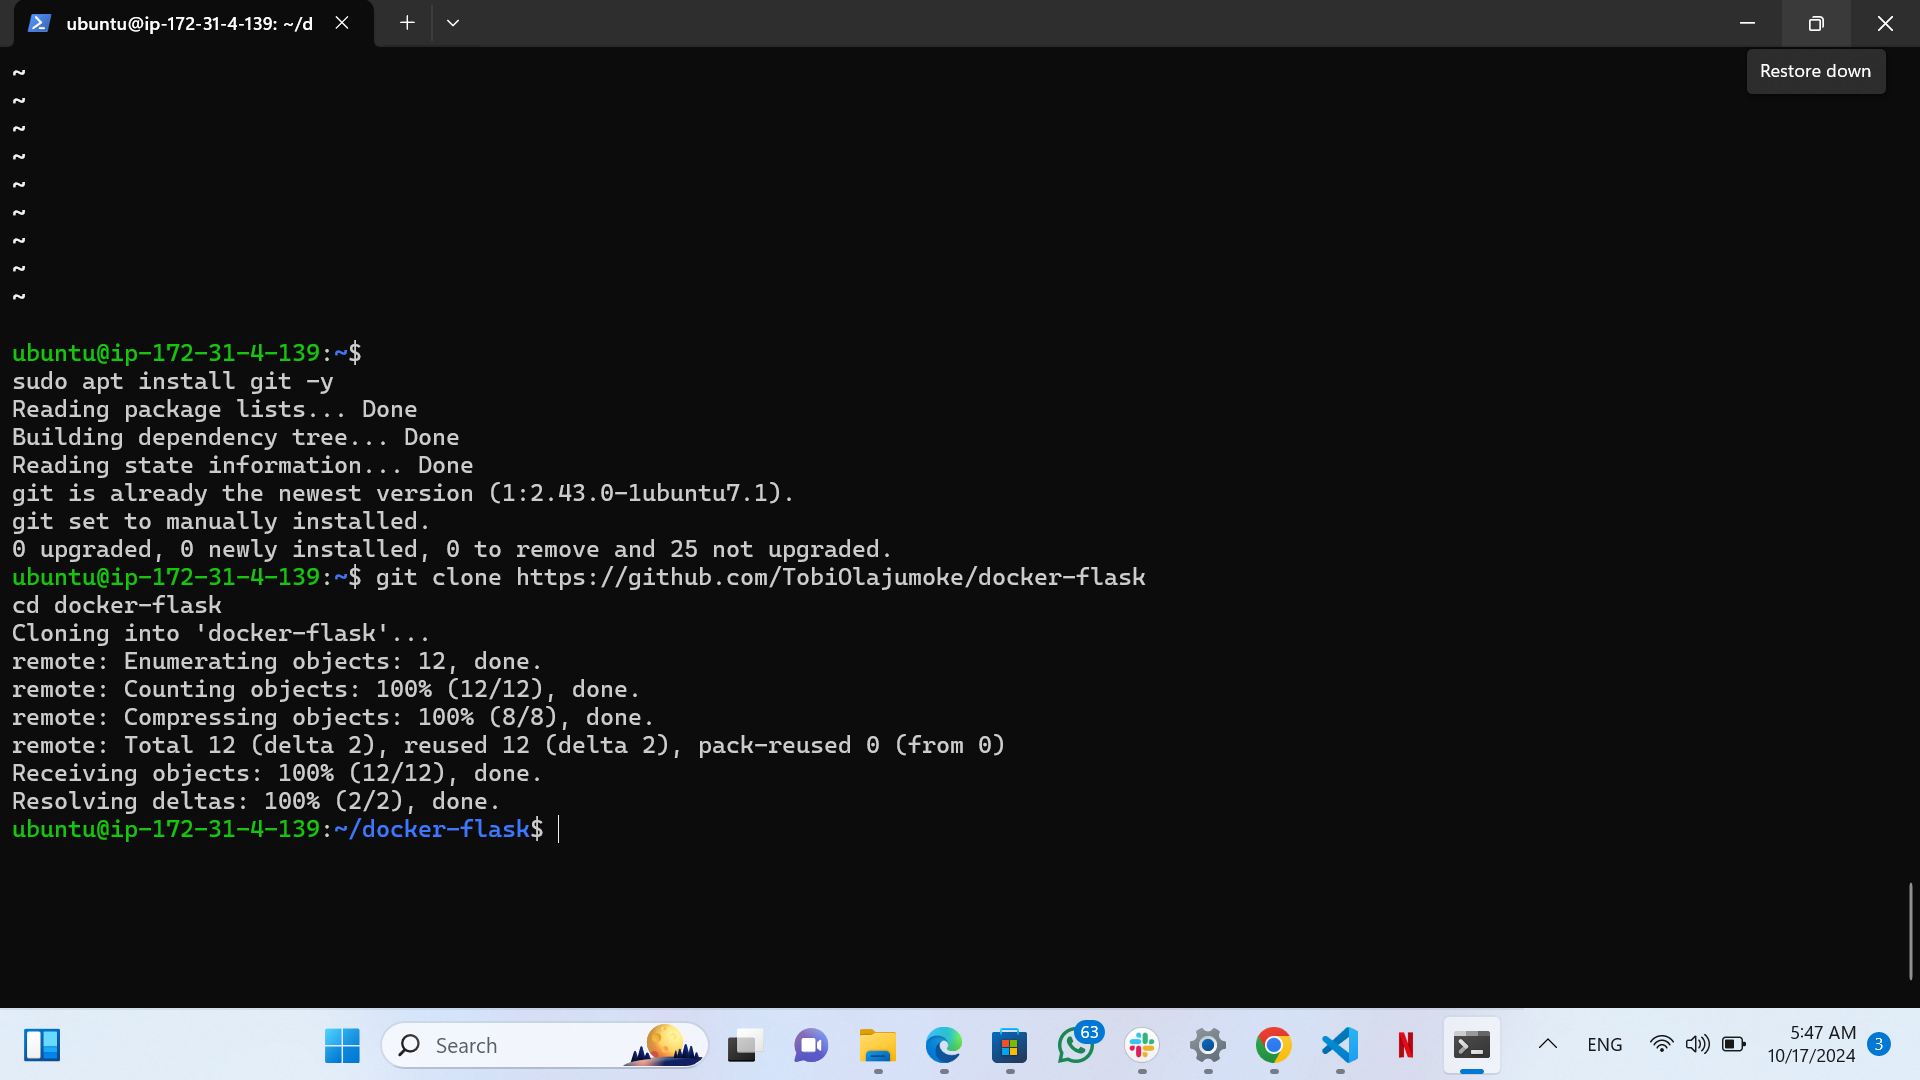 ubuntu@ip-172-31-4-139: ~/d
Restore down
~
~
~
~
~
~
~
~
~
ubuntu@ip-172-31-4-139:~$
sudo apt install git -y
Reading package lists... Done
Building dependency tree... Done
Reading state information... Done
git is already the newest version (1:2.43.0-1ubuntu7.1).
git set to manually installed.
0 upgraded, 0 newly installed, 0 to remove and 25 not upgraded.
ubuntu@ip-172-31-4-139:~$ git clone https://github.com/TobiOlajumoke/docker-flask
cd docker-flask
Cloning into 'docker-flask'...
remote: Enumerating objects: 12, done.
remote: Counting objects: 100% (12/12), done.
remote: Compressing objects: 100% (8/8), done.
remote: Total 12 (delta 2), reused 12 (delta 2), pack-reused 0 (from 0)
Receiving objects: 100% (12/12), done.
Resolving deltas: 100% (2/2), done.
ubuntu@ip-172-31-4-139:~/docker-flask$
Search
63
N
ENG
5:47 AM
10/17/2024
3